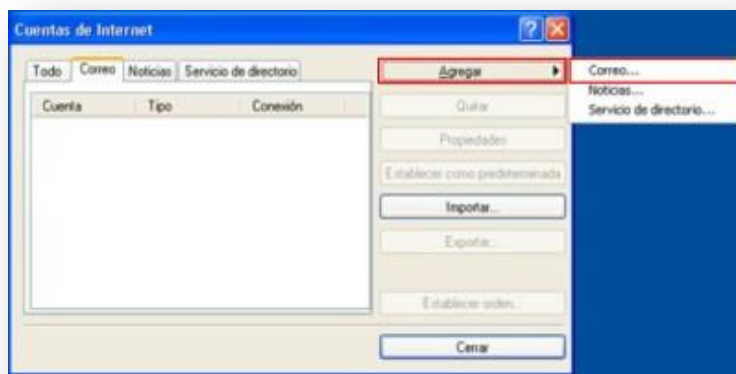 Cuentas de Internet
Todo Correo Noticias Servicio de directorio
Agregar
Correo...
Noticias...
Servicio de directorio...
Cuenta Tipo Conexión
Quitar
Propiedades
Establecer como predeterminada
Importar...
Exportar...
Establecer orden...
Cerrar